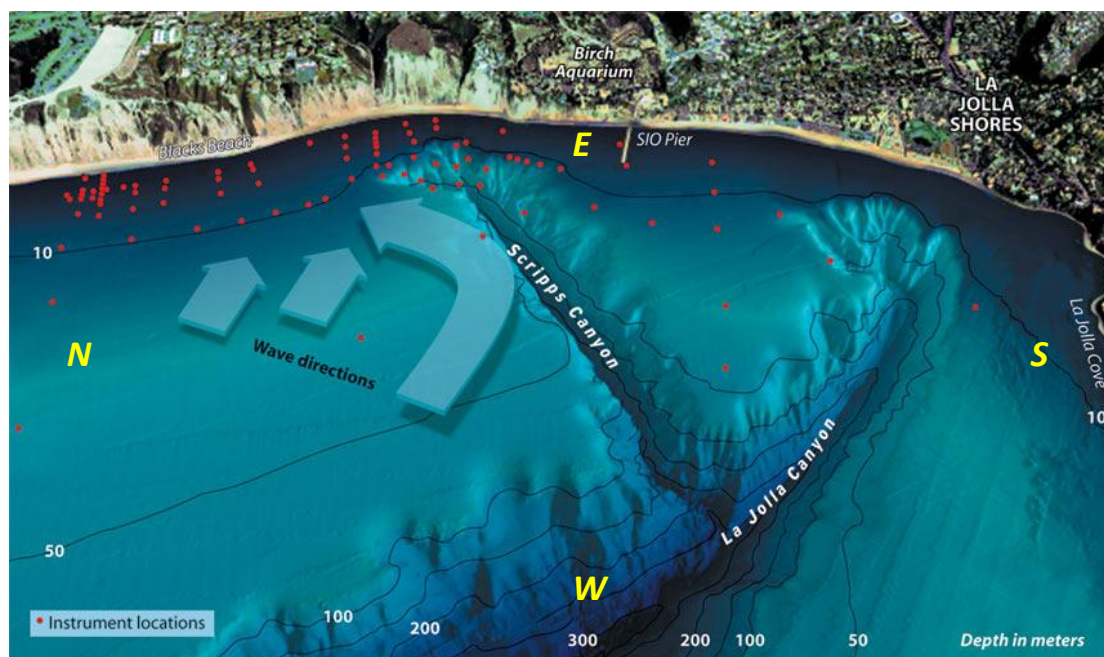 Birch
Aquarium
LA
JOLLA
SHORES
Blacks Beach
E
SIO Pier
10
Scripps Canyon
N
Wave directions
S
La Jolla Cove
10
La Jolla Canyon
50
W
Instrument locations
100
200
300
200
100
50
Depth in meters